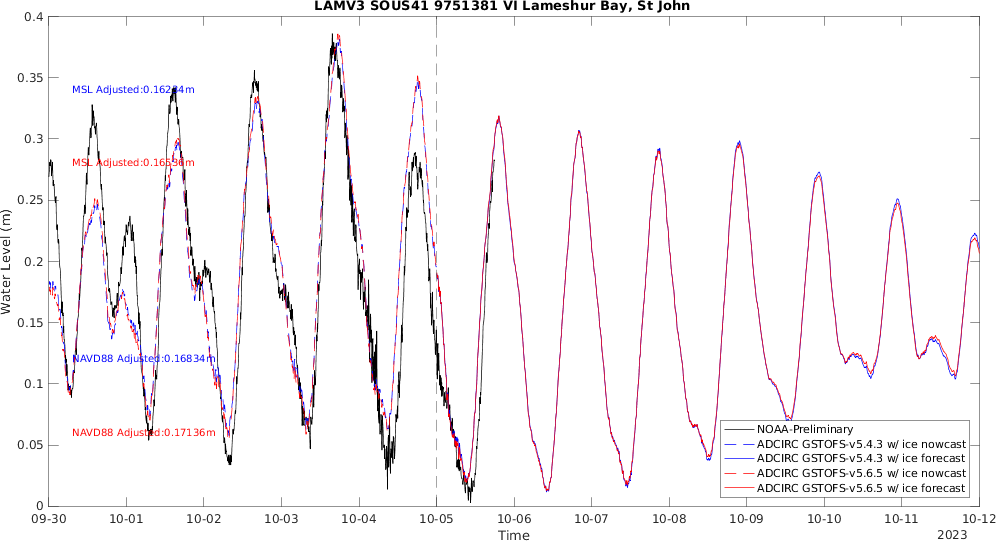 LAMV3 SOUS41 9751381 VI Lameshur Bay, St John
Water Level (m)
0.4
0.35
0.3
0.25
0.2
0.15
0.1
0.05
0
MSL Adjusted:0.16234m
MSL Adjusted:0.16536m
NAVD88 Adjusted:0.16834m
NAVD88 Adjusted:0.17136m
NOAA-Preliminary
ADCIRC GSTOFS-v5.4.3 w/ ice nowcast
ADCIRC GSTOFS-v5.4.3 w/ ice forecast
ADCIRC GSTOFS-v5.6.5 w/ ice nowcast
ADCIRC GSTOFS-v5.6.5 w/ ice forecast
09-30 10-01 10-02 10-03 10-04 10-05 10-06 10-07 10-08 10-09 10-10 10-11 10-12
Time
2023